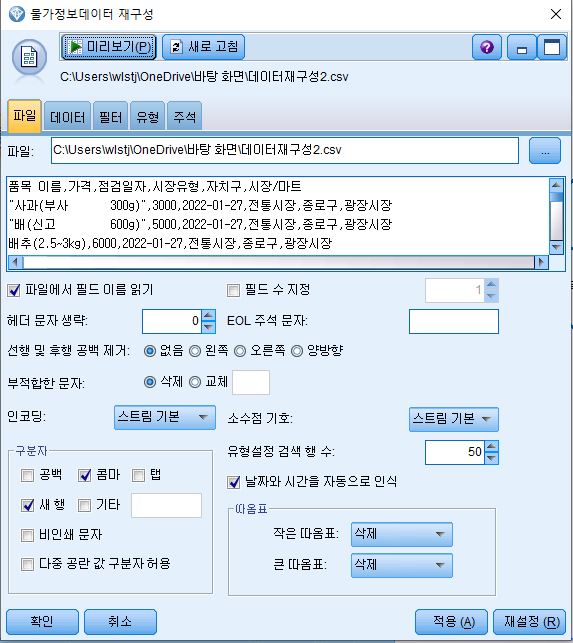 물가정보데이터 재구성
미리보기(P) 새로 고침
C:\Users\wlstj\OneDrive\바탕 화면\데이터재구성2.csv
파일 데이터 필터 유형 주석
파일: C:\Users\wlstj\OneDrive\바탕 화면\데이터재구성2.csv ...
품목 이름,가격,점검일자,시장유형,자치구,시장/마트
"사과(부사 300g)",3000,2022-01-27,전통시장,종로구,광장시장
"배(신고 600g)",5000,2022-01-27,전통시장,종로구,광장시장
배추(2.5~3kg),6000,2022-01-27,전통시장,종로구,광장시장
파일에서 필드 이름 읽기 필드 수 지정 1
헤더 문자 생략: 0 EOL 주석 문자:
선행 및 후행 공백 제거: 없음 왼쪽 오른쪽 양방향
부적합한 문자: 삭제 교체
인코딩: 스트림 기본 소수점 기호: 스트림 기본
구분자 유형설정 검색 행 수: 50
공백 콤마 탭 날짜와 시간을 자동으로 인식
새 행 기타 따옴표
비인쇄 문자 작은 따옴표: 삭제
다중 공란 값 구분자 허용 큰 따옴표: 삭제
확인 취소 적용 (A) 재설정 (R)